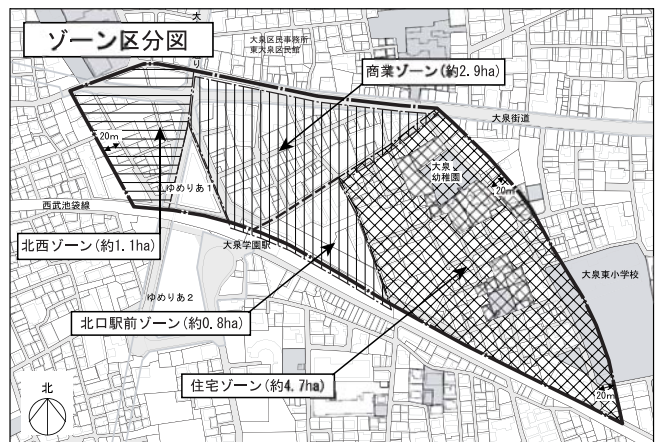 ゾーン区分図
大
り
大泉区民事務所
東大泉区民館
商業ゾーン(約2.9ha)
大泉街道
20m
大泉
幼稚園
20m
ゆめりあ1
西武池袋線
北西ゾーン(約1.1ha)
大泉学園駅
大泉東小学校
ゆめりあ2
北口駅前ゾーン(約0.8ha)
住宅ゾーン(約4.7ha)
20m
北